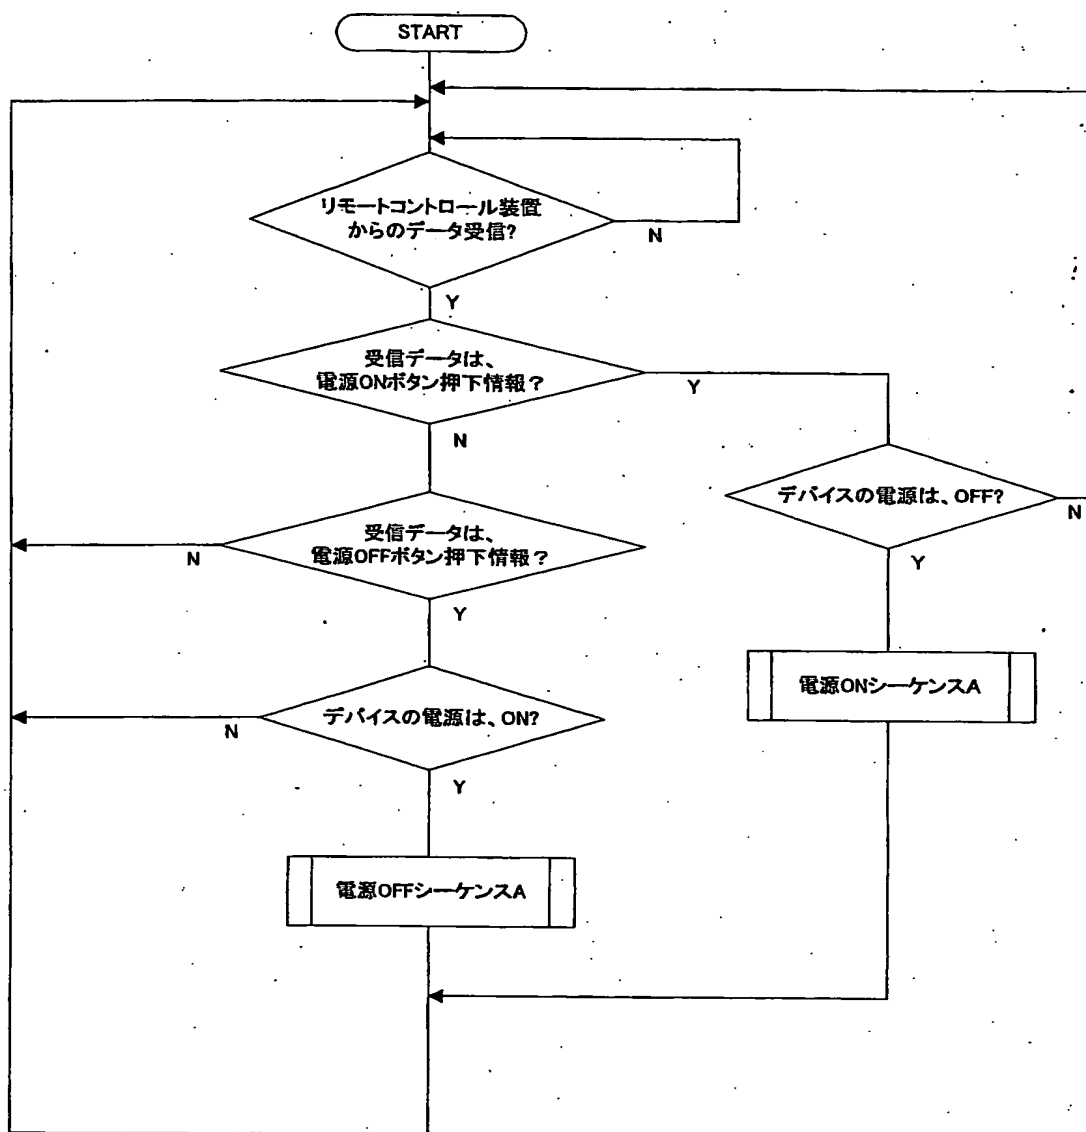 START
リモートコントロール装置
からのデータ受信?
N
Y
受信データは、
電源ONボタン押下情報？
Y
N
デバイスの電源は、OFF?
N
Y
受信データは、
電源OFFボタン押下情報？
N
Y
電源ONシーケンスA
デバイスの電源は、ON?
N
Y
電源OFFシーケンスA